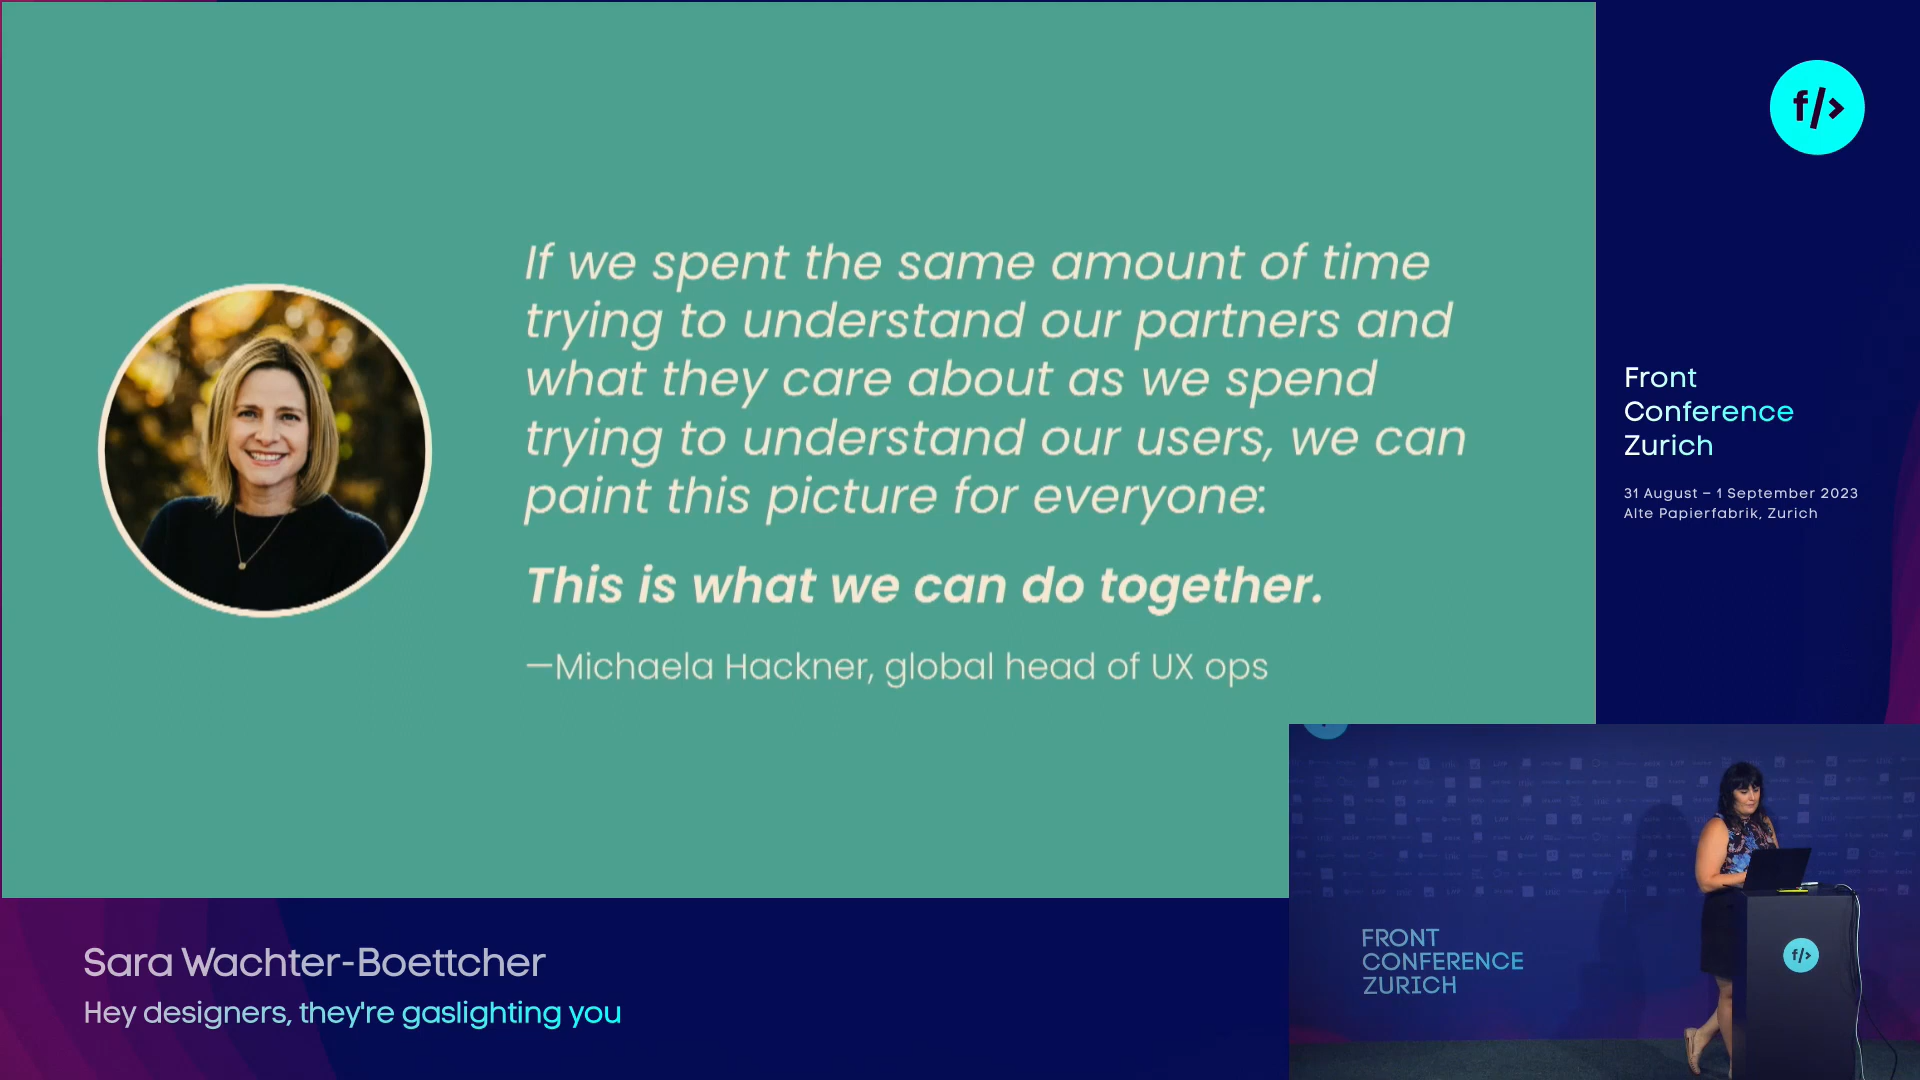 If we spent the same amount of time
trying to understand our partners and
what they care about as we spend
trying to understand our users, we can
paint this picture for everyone:
This is what we can do together.
—Michaela Hackner, global head of UX ops
f/>
Front
Conference
Zurich
31 August – 1 September 2023
Alte Papierfabrik, Zurich
FRONT
CONFERENCE
ZURICH
f/>
Sara Wachter-Boettcher
Hey designers, they're gaslighting you